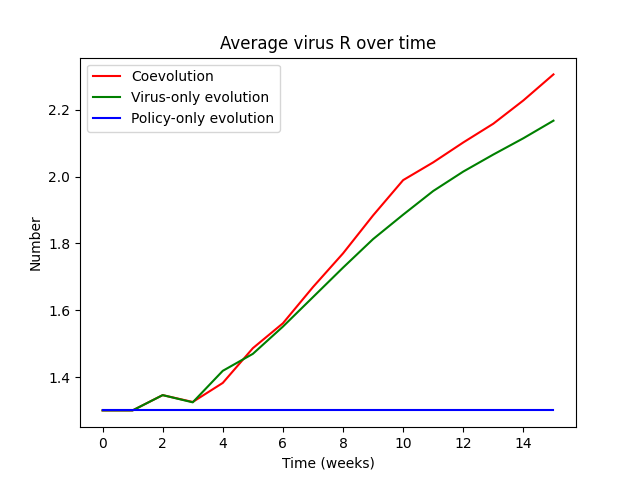 Average virus R over time
Coevolution
Virus-only evolution
Policy-only evolution
2.2
2.0
1.8
1.6
1.4
Number
0 2 4 6 8 10 12 14
Time (weeks)